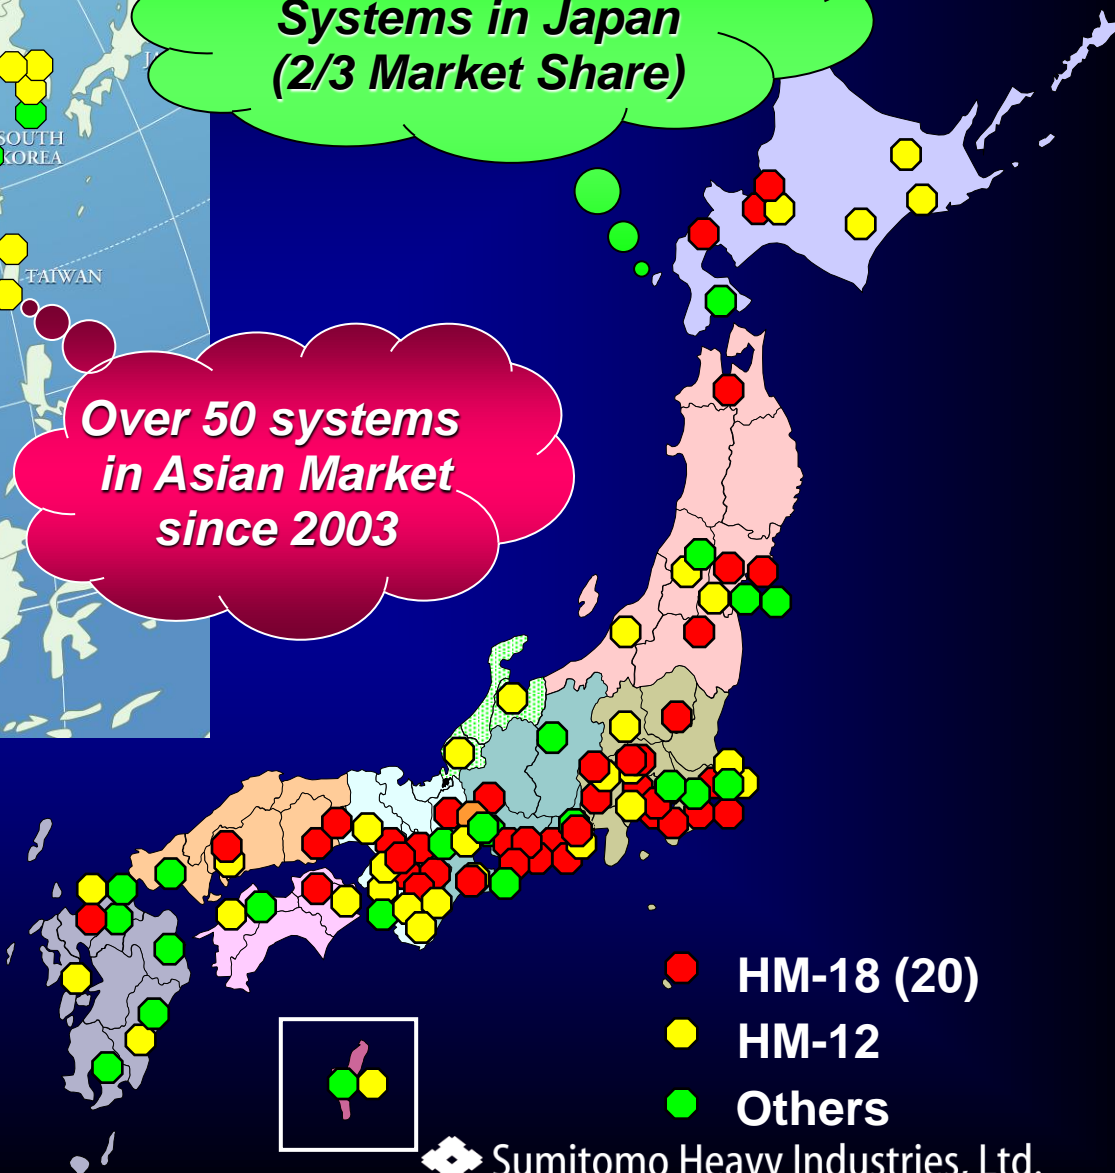 Systems in Japan
(2/3 Market Share)
SOUTH
KOREA
TAIWAN
Over 50 systems
in Asian Market
since 2003
HM-18 (20)
HM-12
Others
Sumitomo Heavy Industries, Ltd